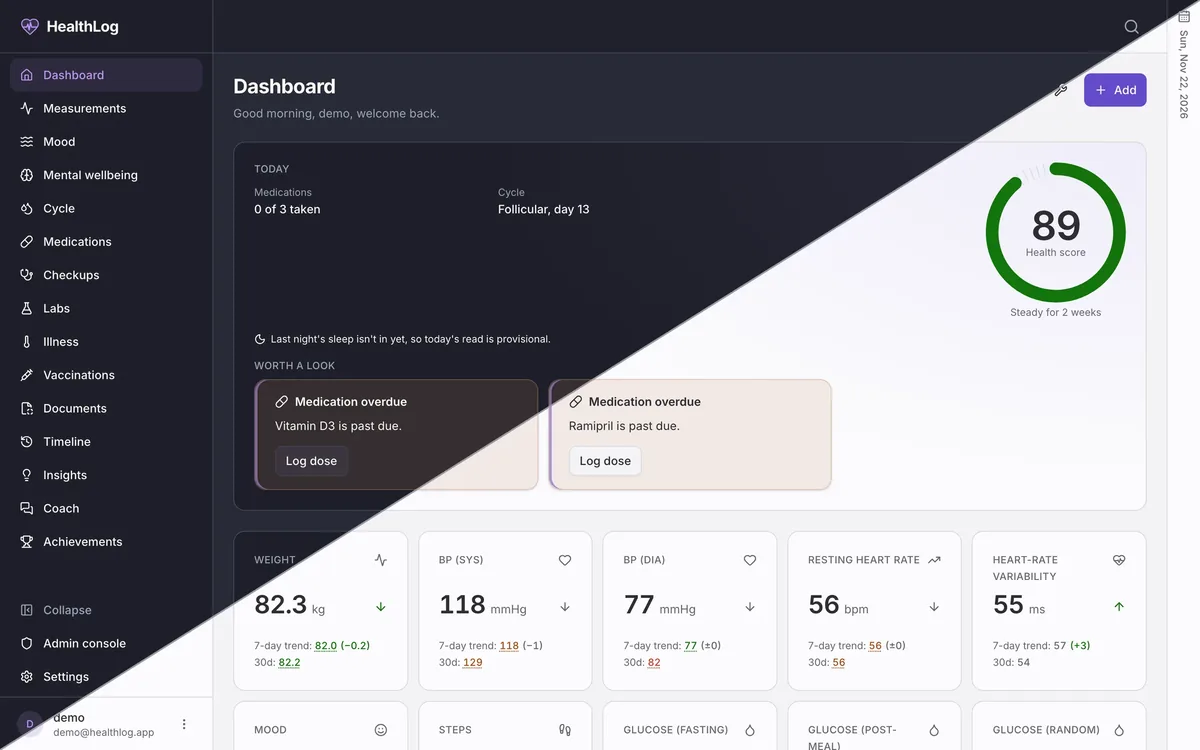 HealthLog
Dashboard
Measurements
Mood
Mental wellbeing
Cycle
Medications
Checkups
Labs
Illness
Vaccinations
Documents
Timeline
Insights
Coach
Achievements
Collapse
Admin console
Settings
D
demo
demo@healthlog.app
Dashboard
Good morning, demo, welcome back.
Add
Sun, Nov 22, 2026
TODAY
Medications
0 of 3 taken
Cycle
Follicular, day 13
89
Health score
Steady for 2 weeks
Last night's sleep isn't in yet, so today's read is provisional.
WORTH A LOOK
Medication overdue
Vitamin D3 is past due.
Log dose
Medication overdue
Ramipril is past due.
Log dose
WEIGHT
82.3 kg
7-day trend: 82.0 (−0.2)
30d: 82.2
BP (SYS)
118 mmHg
7-day trend: 118 (−1)
30d: 129
BP (DIA)
77 mmHg
7-day trend: 77 (±0)
30d: 82
RESTING HEART RATE
56 bpm
7-day trend: 56 (±0)
30d: 56
HEART-RATE
VARIABILITY
55 ms
7-day trend: 57 (+3)
30d: 54
MOOD
STEPS
GLUCOSE (FASTING)
GLUCOSE (POST-
MEAL)
GLUCOSE (RANDOM)